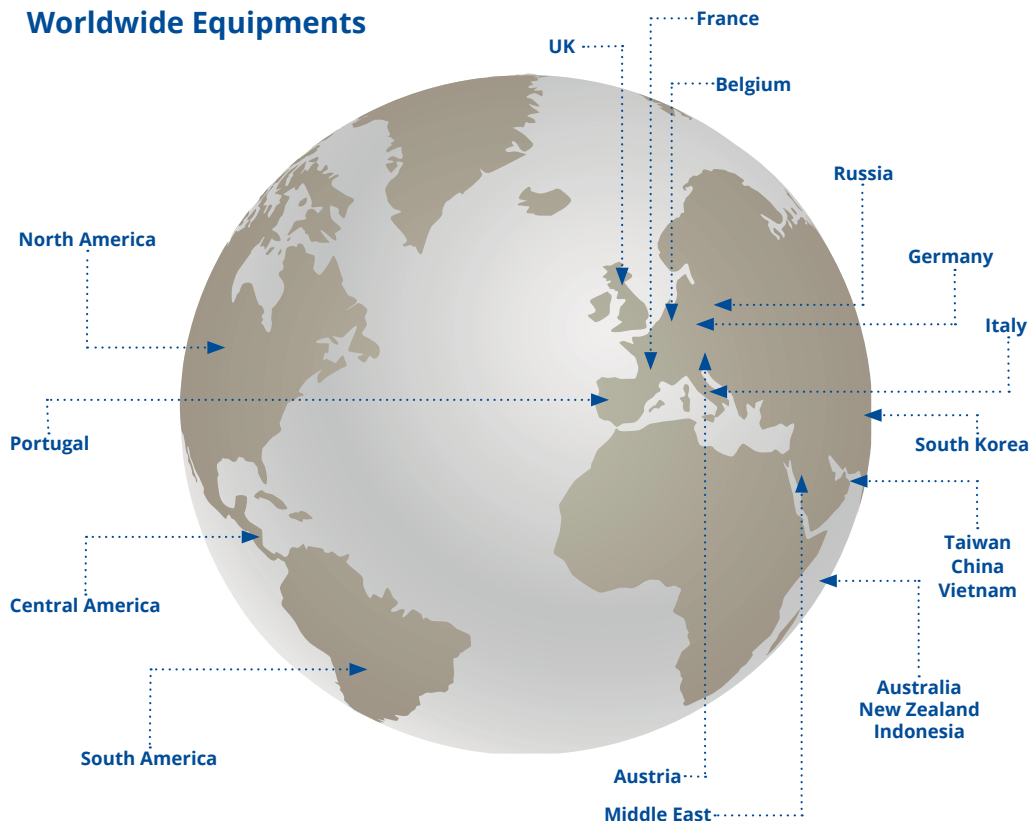 Worldwide Equipments
France
UK
Belgium
Russia
North America
Germany
Italy
Portugal
South Korea
Taiwan
China
Vietnam
Central America
Australia
New Zealand
Indonesia
South America
Austria
Middle East